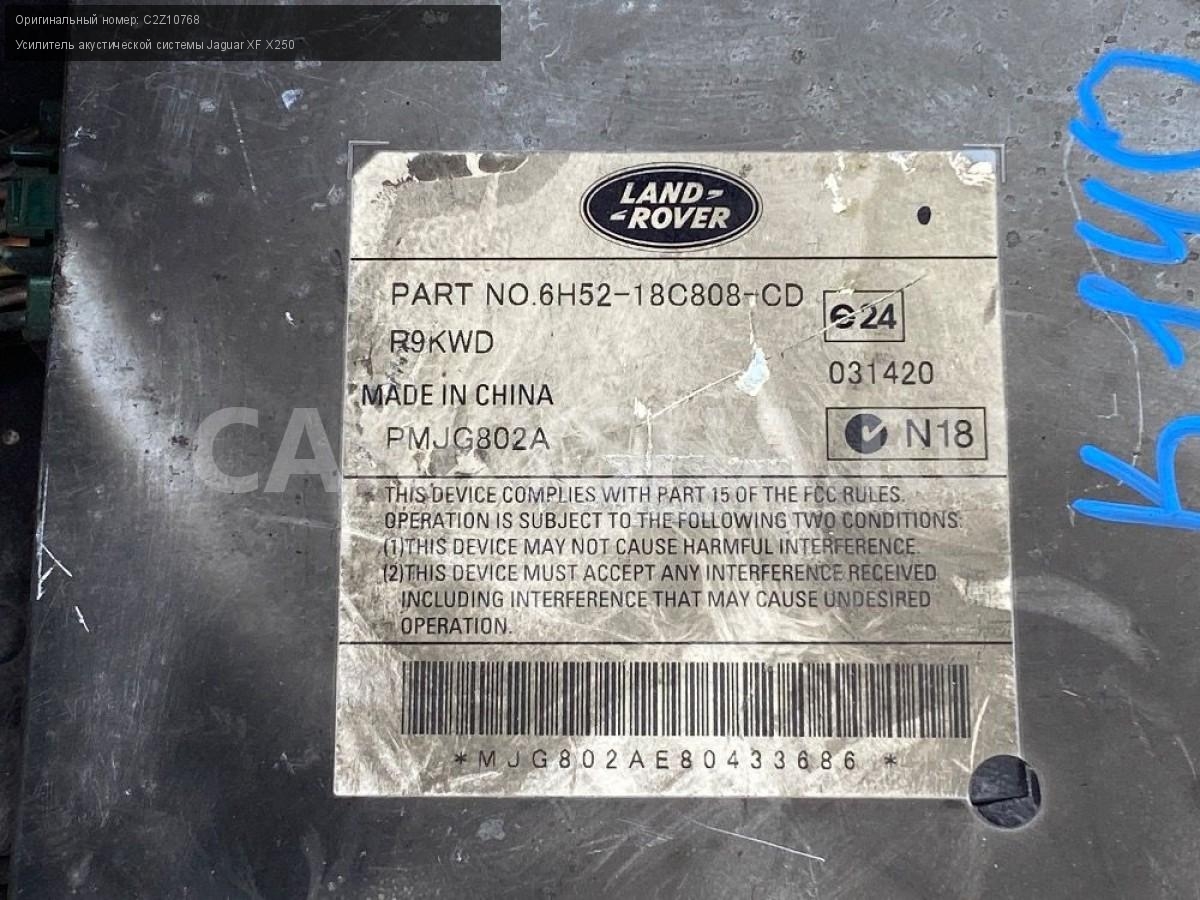 Оригинальный номер: C2Z10768
Усилитель акустической системы Jaguar XF X250
LAND-
ROVER
PART NO.6H52-18C808-CD
e24
R9KWD
031420
MADE IN CHINA
PMJG802A
N18
THIS DEVICE COMPLIES WITH PART 15 OF THE FCC RULES.
OPERATION IS SUBJECT TO THE FOLLOWING TWO CONDITIONS:
(1)THIS DEVICE MAY NOT CAUSE HARMFUL INTERFERENCE.
(2)THIS DEVICE MUST ACCEPT ANY INTERFERENCE RECEIVED
INCLUDING INTERFERENCE THAT MAY CAUSE UNDESIRED
OPERATION.
*MJG802AE80433686*